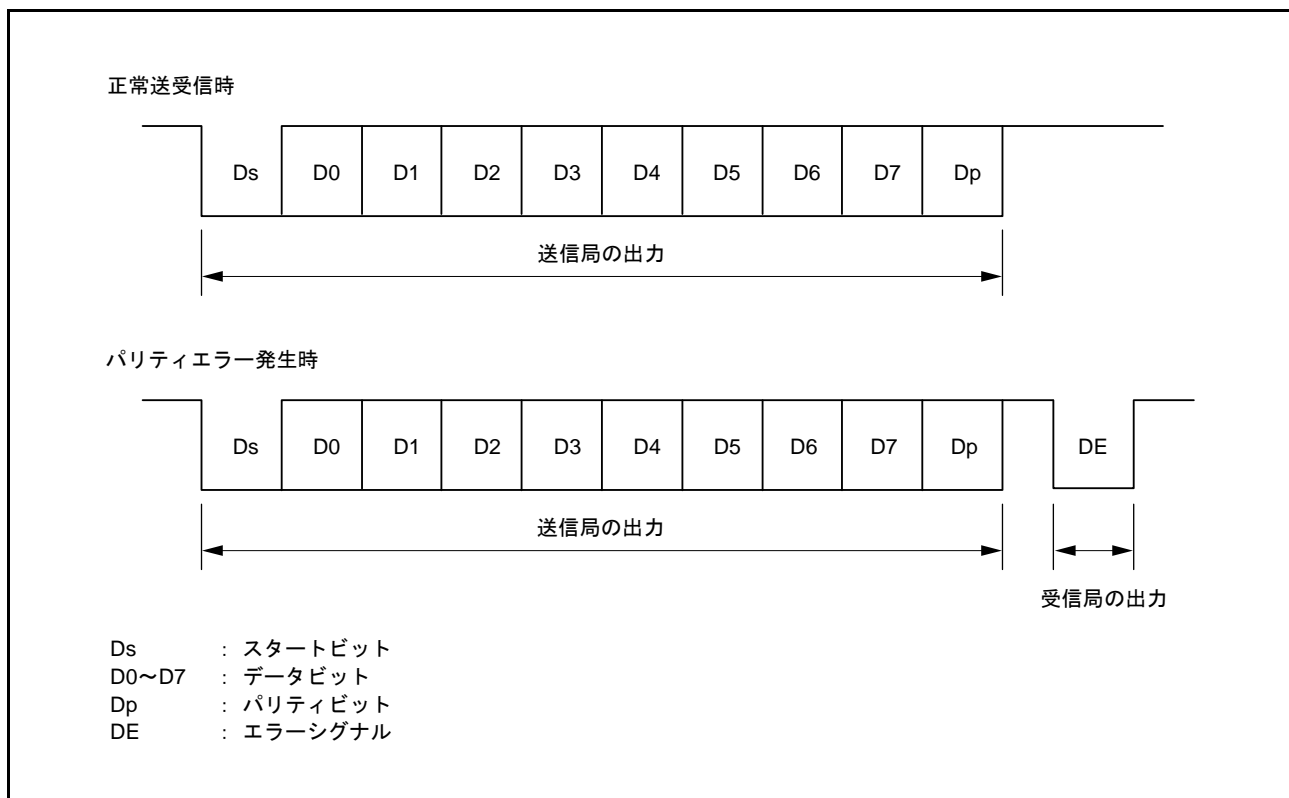 正常送受信時
Ds D0 D1 D2 D3 D4 D5 D6 D7 Dp
送信局の出力
パリティエラー発生時
Ds D0 D1 D2 D3 D4 D5 D6 D7 Dp DE
送信局の出力
受信局の出力
Ds : スタートビット
D0～D7 : データビット
Dp : パリティビット
DE : エラーシグナル